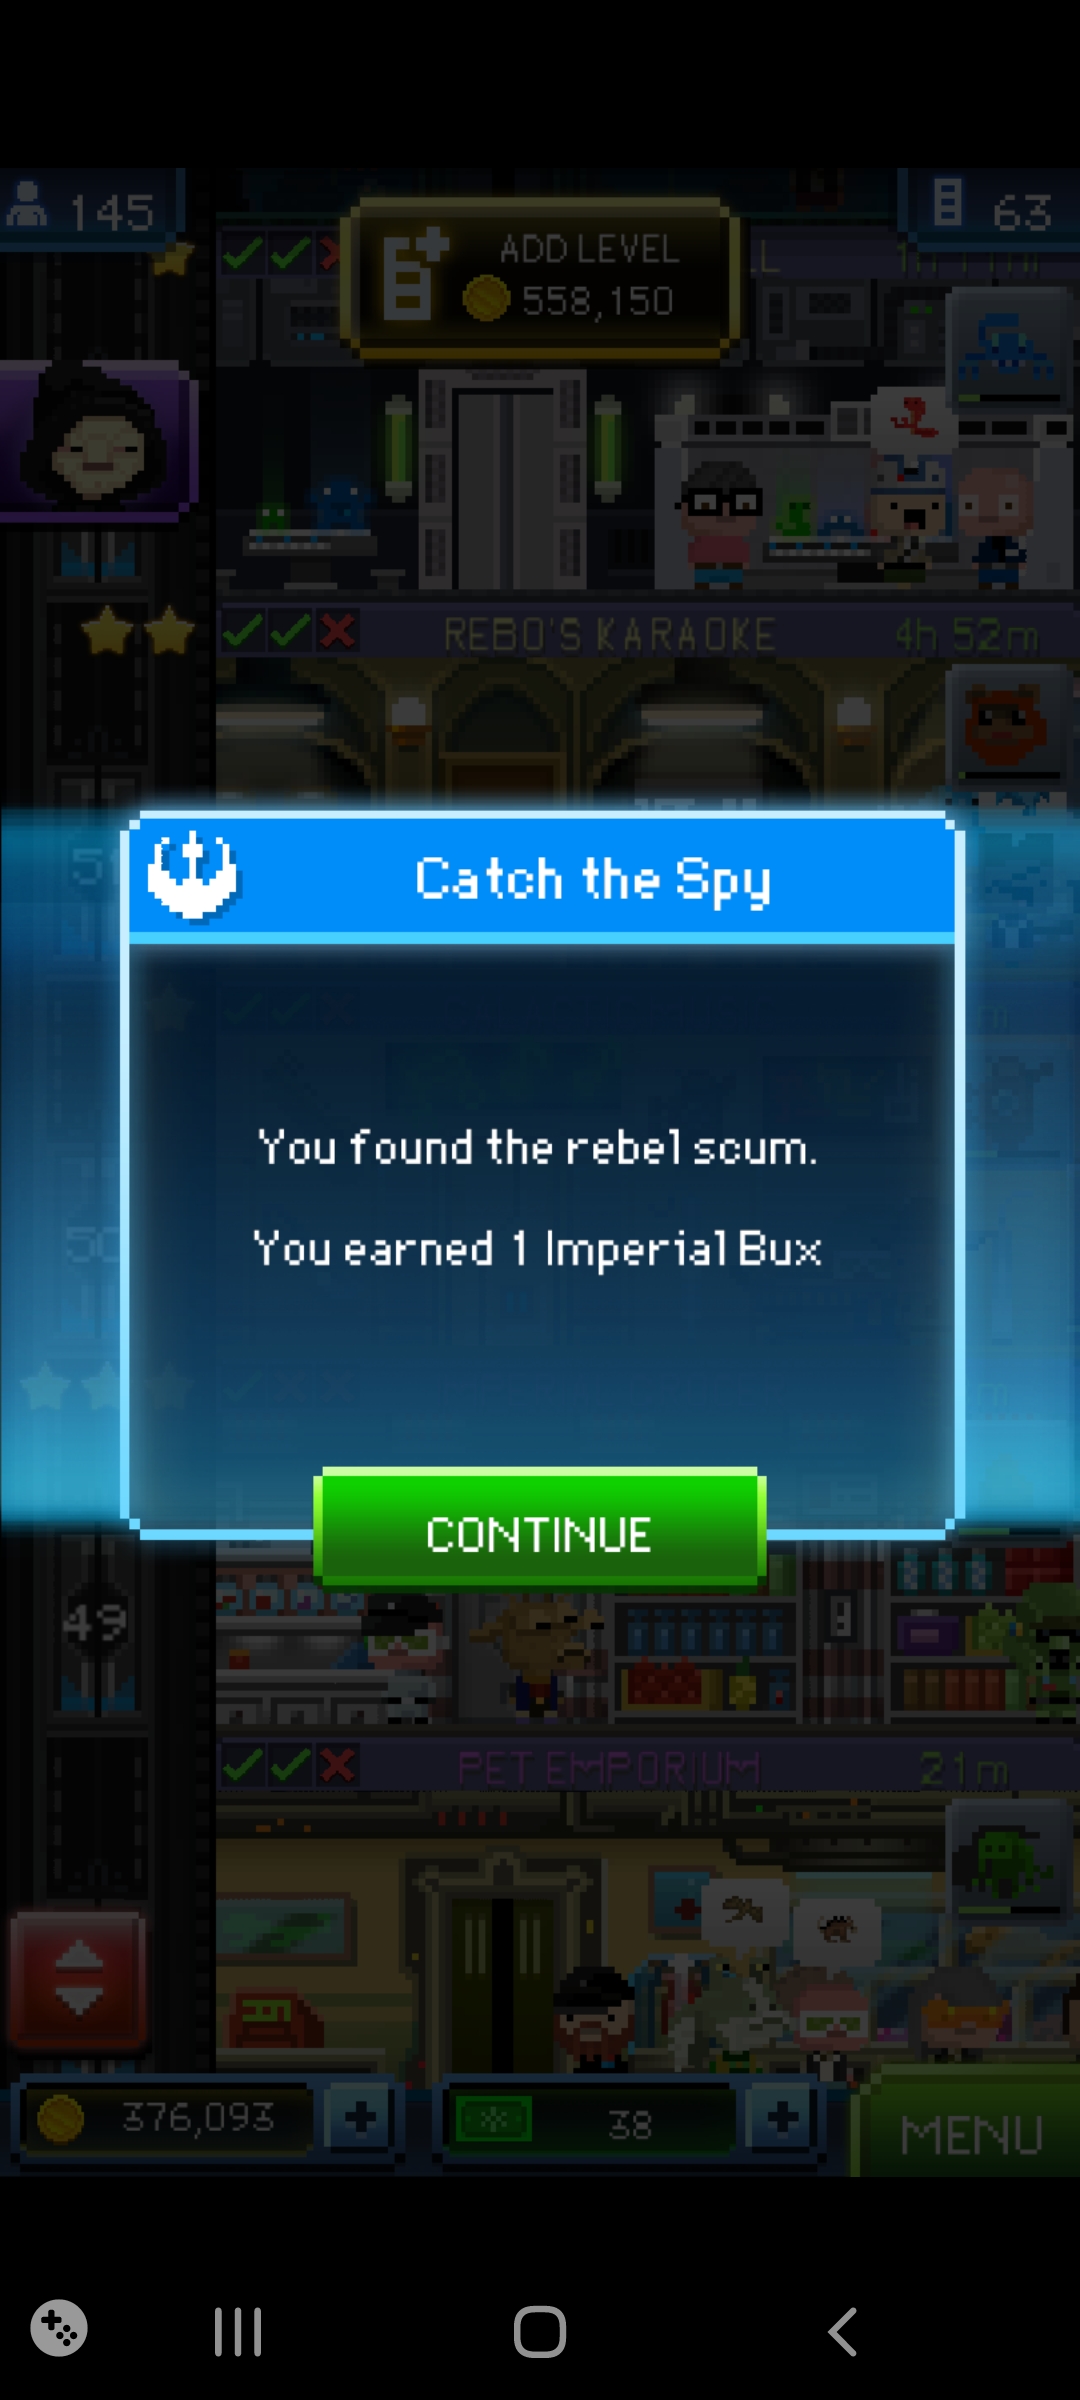 145
63
ADD LEVEL
558,150
REBO'S KARAOKE
4h 52m
Catch the Spy
You found the rebel scum.
You earned 1 Imperial Bux
CONTINUE
50
49
PET EMPORIUM
21m
376,093
38
MENU